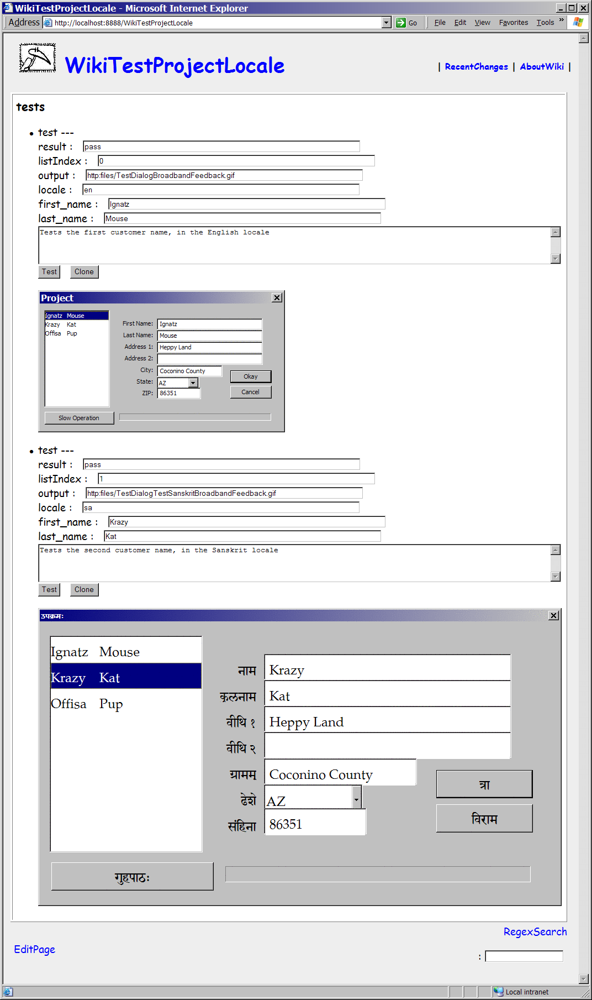 WikiTestProjectLocale - Microsoft Internet Explorer
Address http://localhost:8888/WikiTestProjectLocale Go File Edit View Favorites Tools »
WikiTestProjectLocale | RecentChanges | AboutWiki |
tests
• test ---
result : pass
listIndex : 0
output : http:files/TestDialogBroadbandFeedback.gif
locale : en
first_name : Ignatz
last_name : Mouse
Tests the first customer name, in the English locale
Test Clone
Project
Ignatz Mouse
Krazy Kat
Offisa Pup
First Name: Ignatz
Last Name: Mouse
Address 1: Heppy Land
Address 2:
City: Coconino County
State: AZ
ZIP: 86351
Okay
Cancel
Slow Operation
• test ---
result : pass
listIndex : 1
output : http:files/TestDialogTestSanskritBroadbandFeedback.gif
locale : sa
first_name : Krazy
last_name : Kat
Tests the second customer name, in the Sanskrit locale
Test Clone
उपक्रमः
Ignatz Mouse
Krazy Kat
Offisa Pup
नाम Krazy
कुलनाम Kat
वीथि १ Heppy Land
वीथि २
ग्रामम् Coconino County
ढेशे AZ
संहिना 86351
त्रा
विराम
गुहपाठः
RegexSearch
EditPage
:
Local intranet